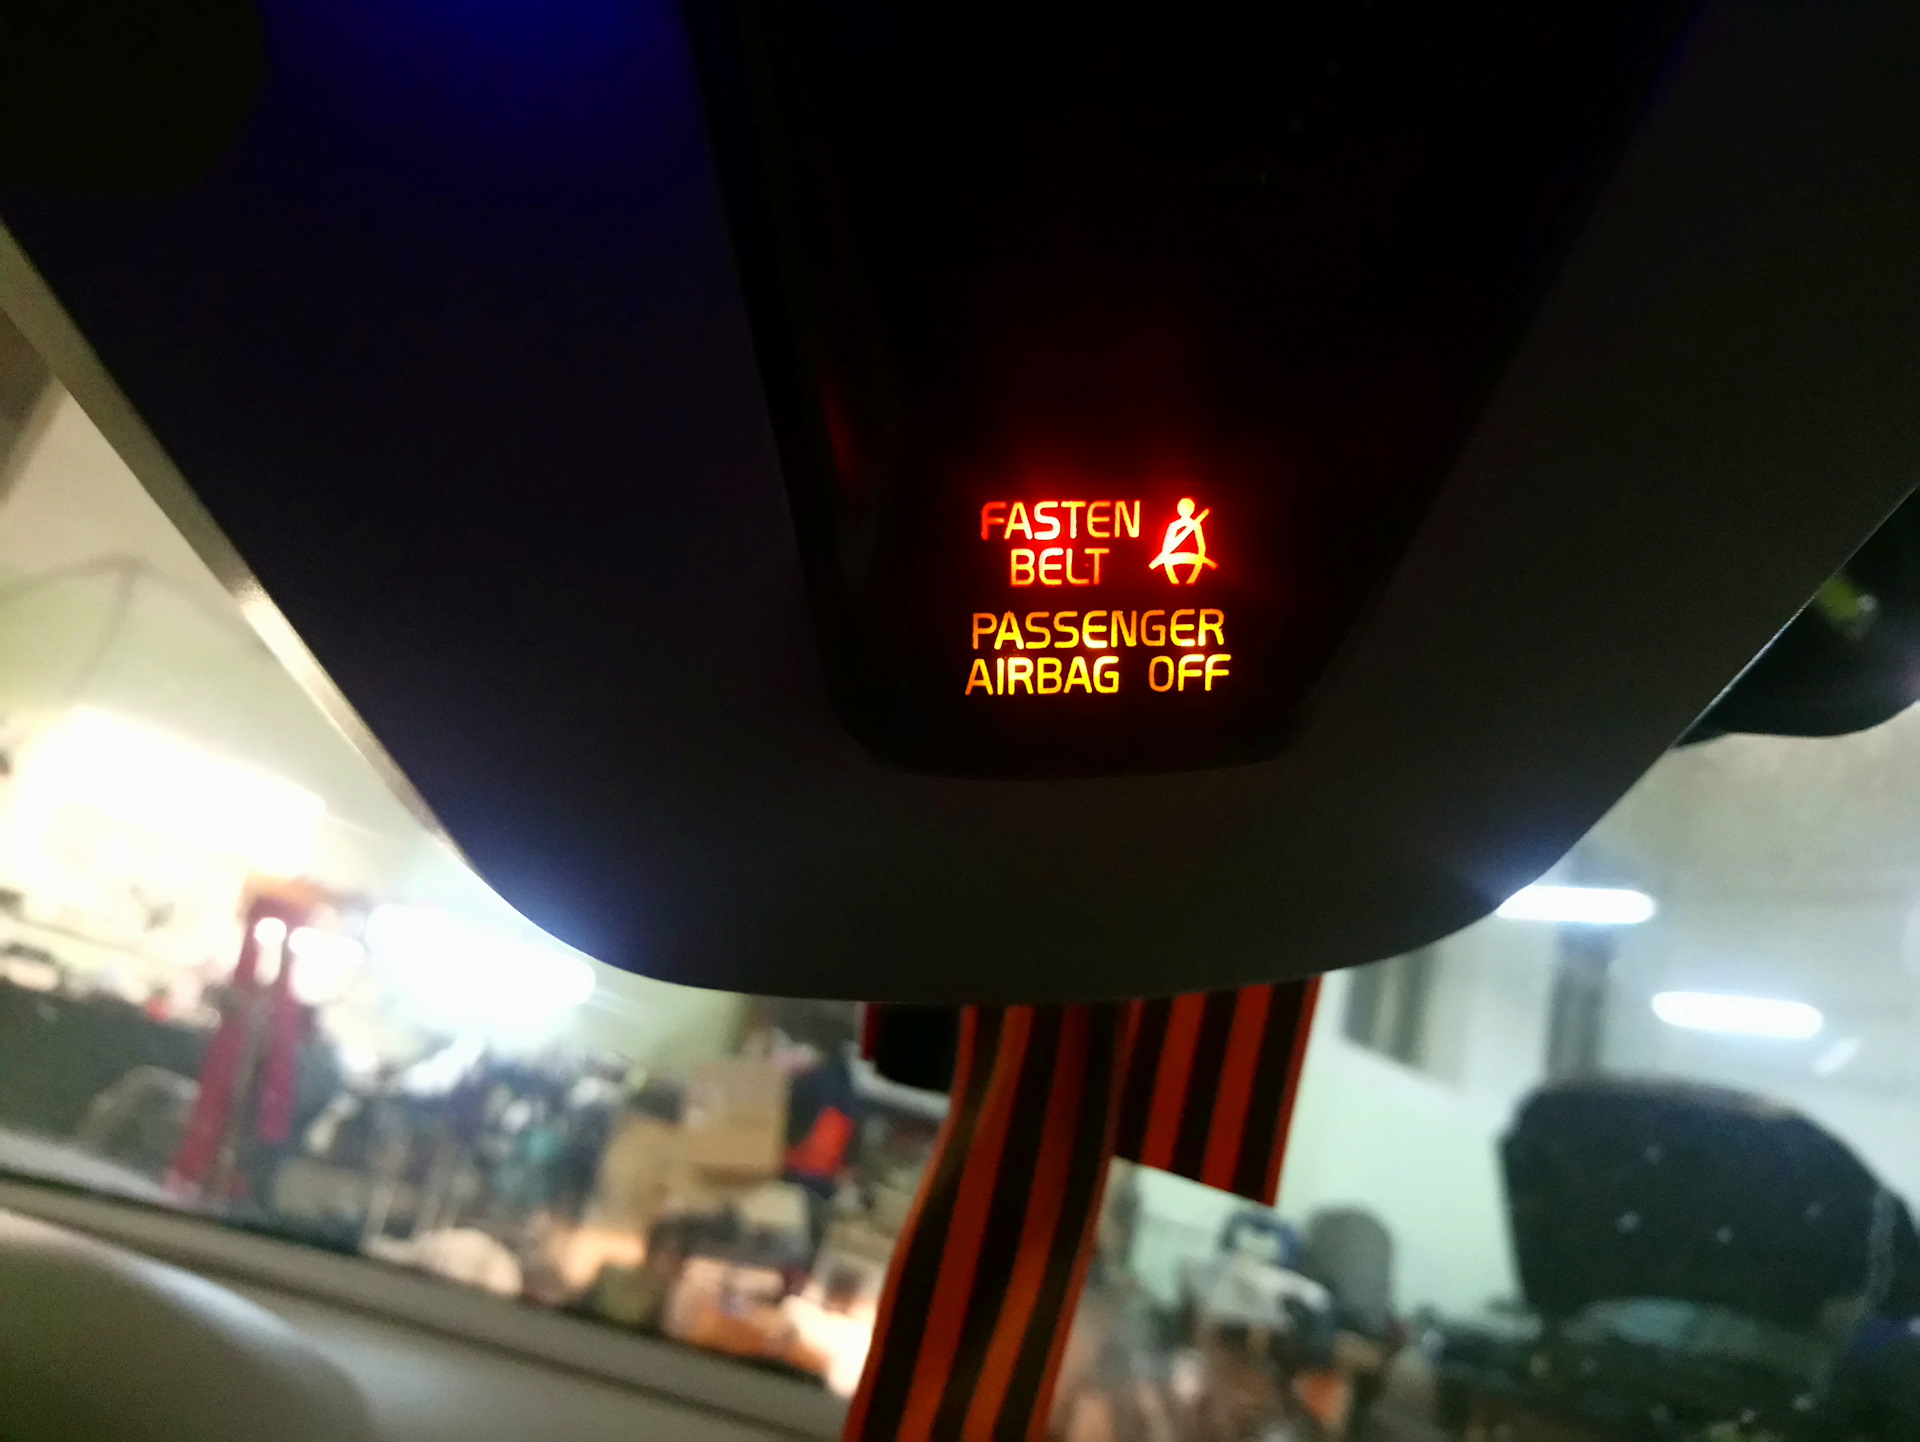 FASTEN
BELT
PASSENGER
AIRBAG OFF